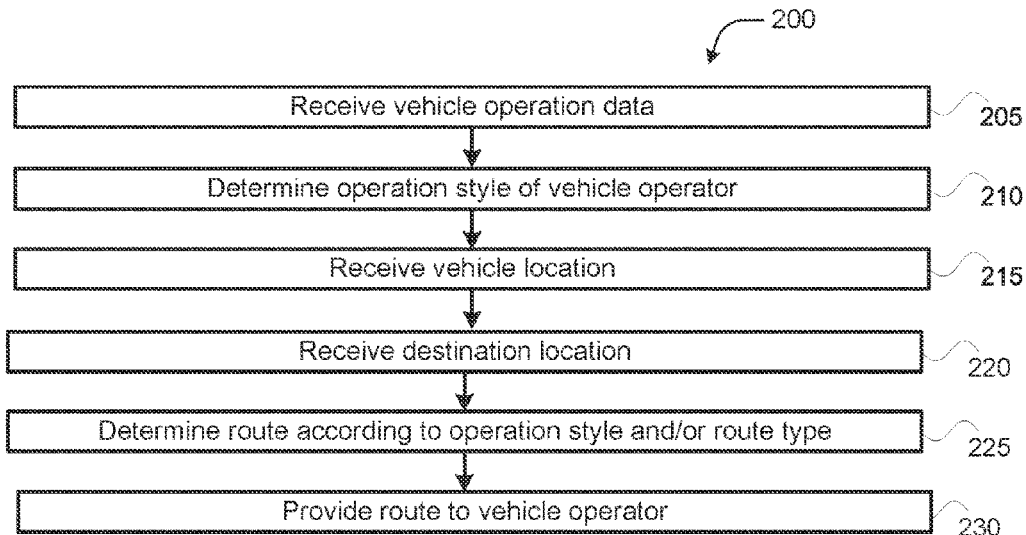 200
Receive vehicle operation data
205
Determine operation style of vehicle operator
210
Receive vehicle location
215
Receive destination location
220
Determine route according to operation style and/or route type
225
Provide route to vehicle operator
230